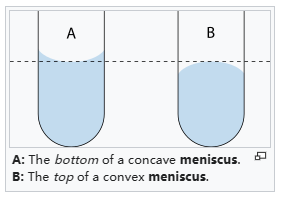 A
B
A: The bottom of a concave meniscus.
B: The top of a convex meniscus.